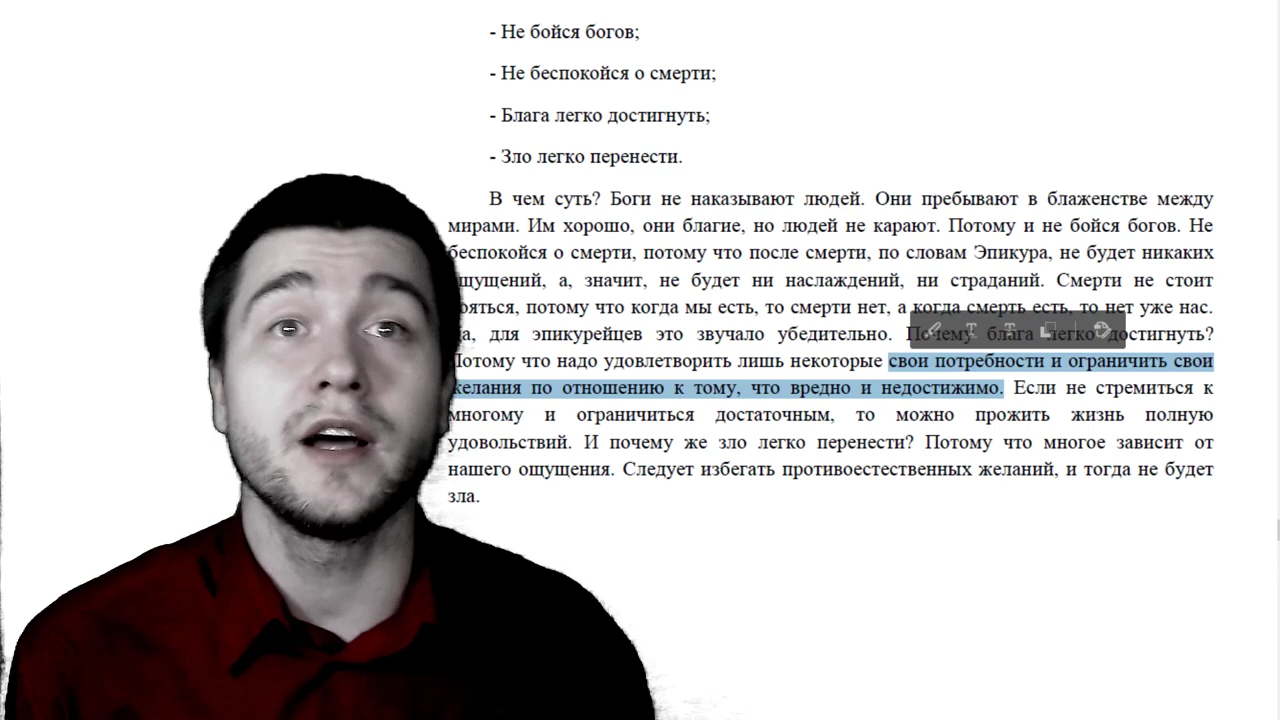 - Не бойся богов;
- Не беспокойся о смерти;
- Блага легко достигнуть;
- Зло легко перенести.
В чем суть? Боги не наказывают людей. Они пребывают в блаженстве между
мирами. Им хорошо, они благие, но людей не карают. Потому и не бойся богов. Не
беспокойся о смерти, потому что после смерти, по словам Эпикура, не будет никаких
щущений, а, значит, не будет ни наслаждений, ни страданий. Смерти не стоит
ояться, потому что когда мы есть, то смерти нет, а когда смерть есть, то нет уже нас.
а, для эпикурейцев это звучало убедительно. Почему блага легко достигнуть?
Потому что надо удовлетворить лишь некоторые свои потребности и ограничить свои
желания по отношению к тому, что вредно и недостижимо. Если не стремиться к
многому и ограничиться достаточным, то можно прожить жизнь полную
удовольствий. И почему же зло легко перенести? Потому что многое зависит от
нашего ощущения. Следует избегать противоестественных желаний, и тогда не будет
зла.